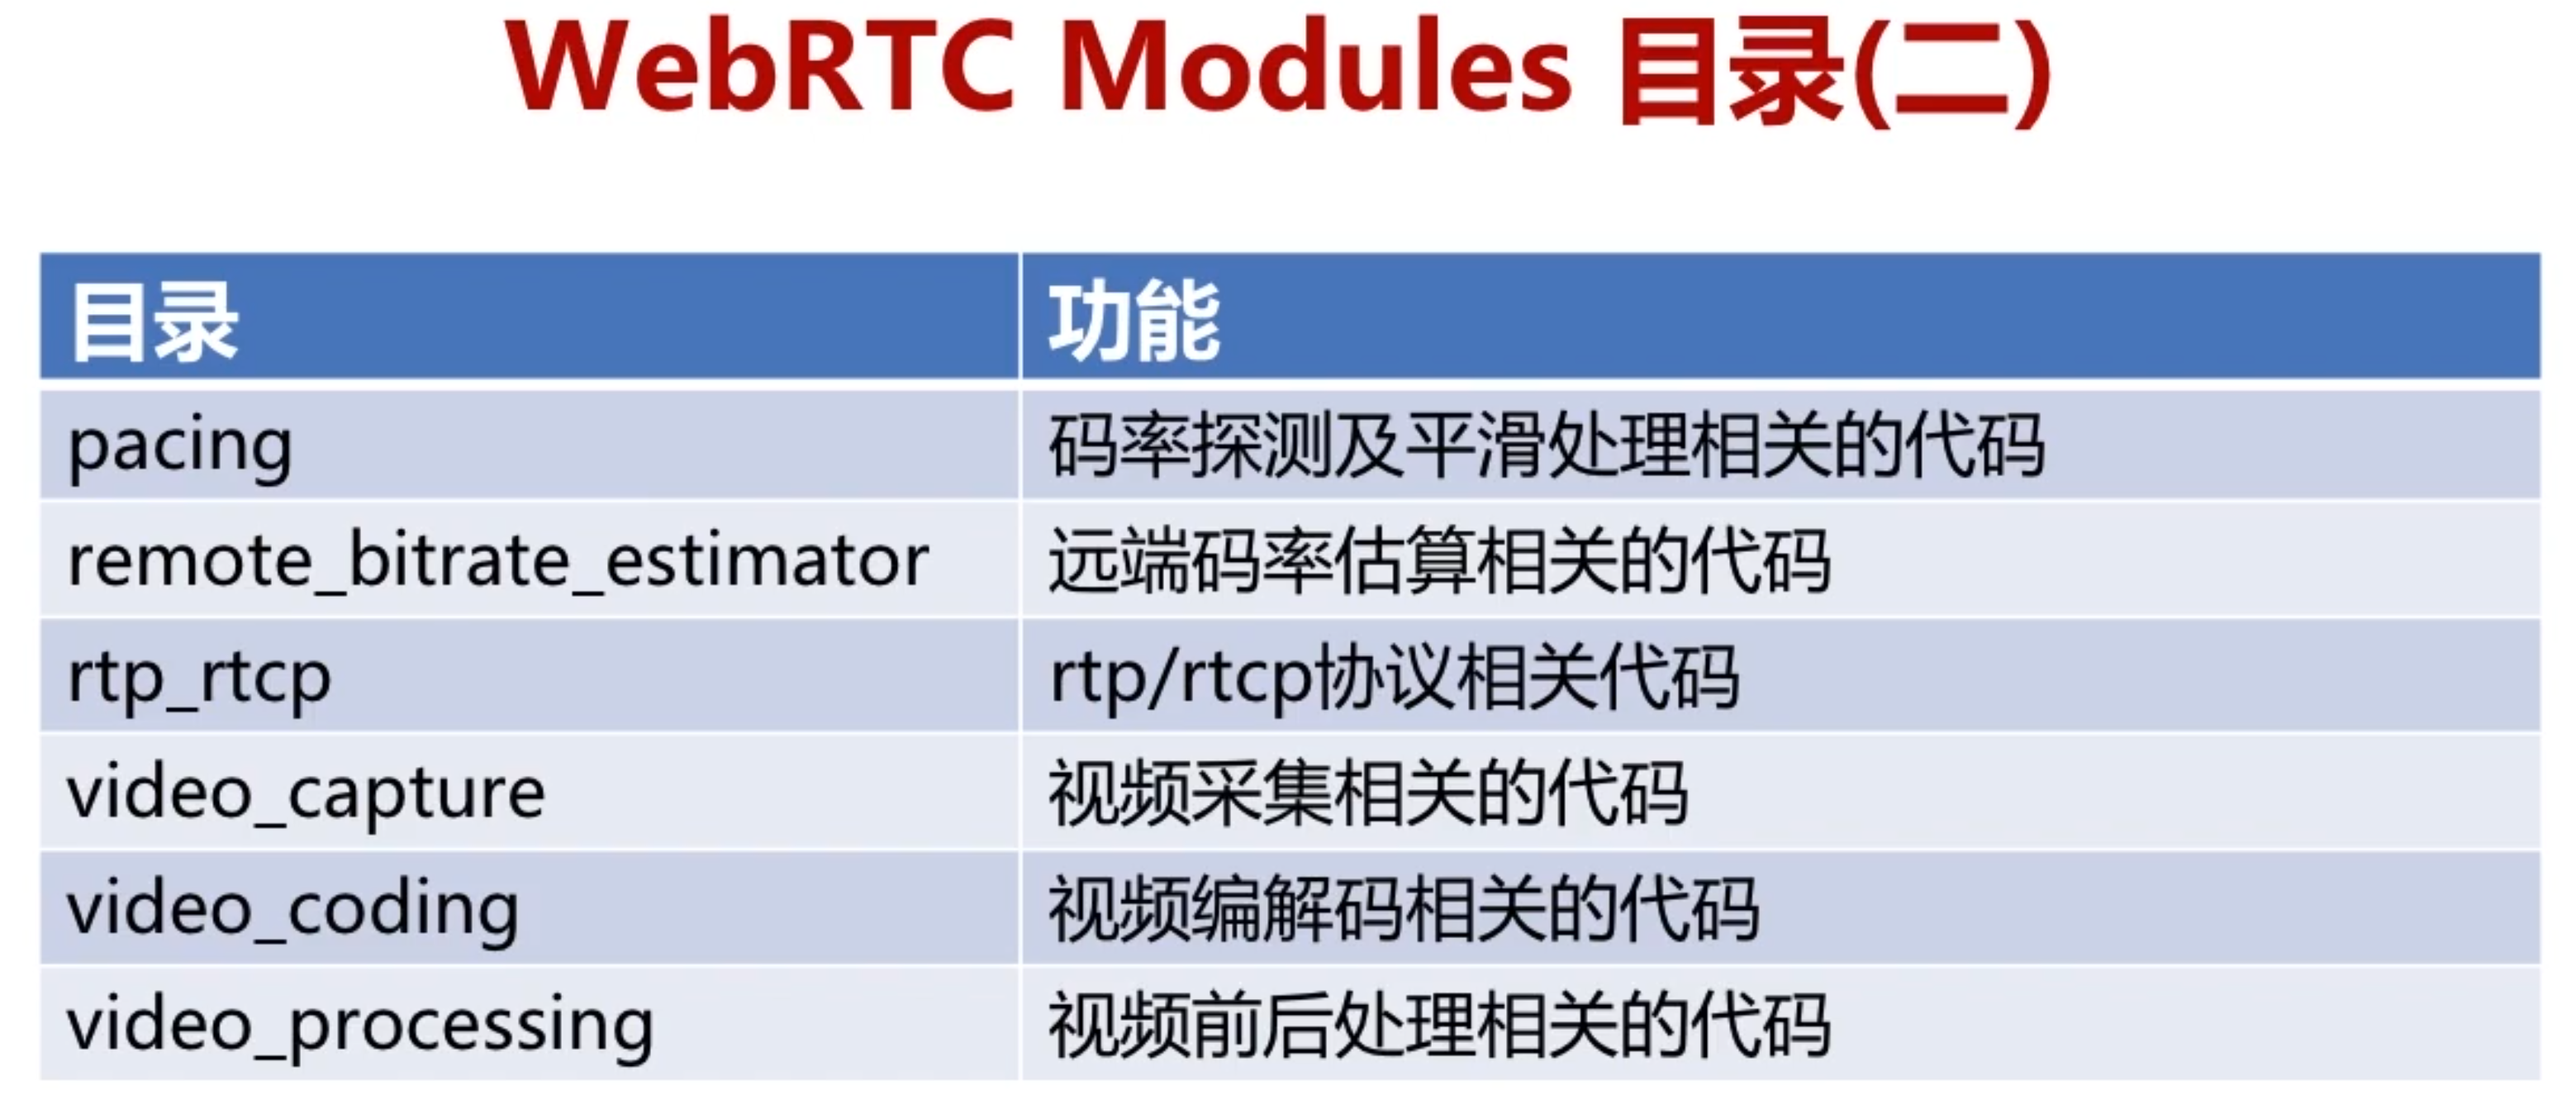 WebRTC Modules 目录(二)
目录 功能
pacing 码率探测及平滑处理相关的代码
remote_bitrate_estimator 远端码率估算相关的代码
rtp_rtcp rtp/rtcp协议相关代码
video_capture 视频采集相关的代码
video_coding 视频编解码相关的代码
video_processing 视频前后处理相关的代码